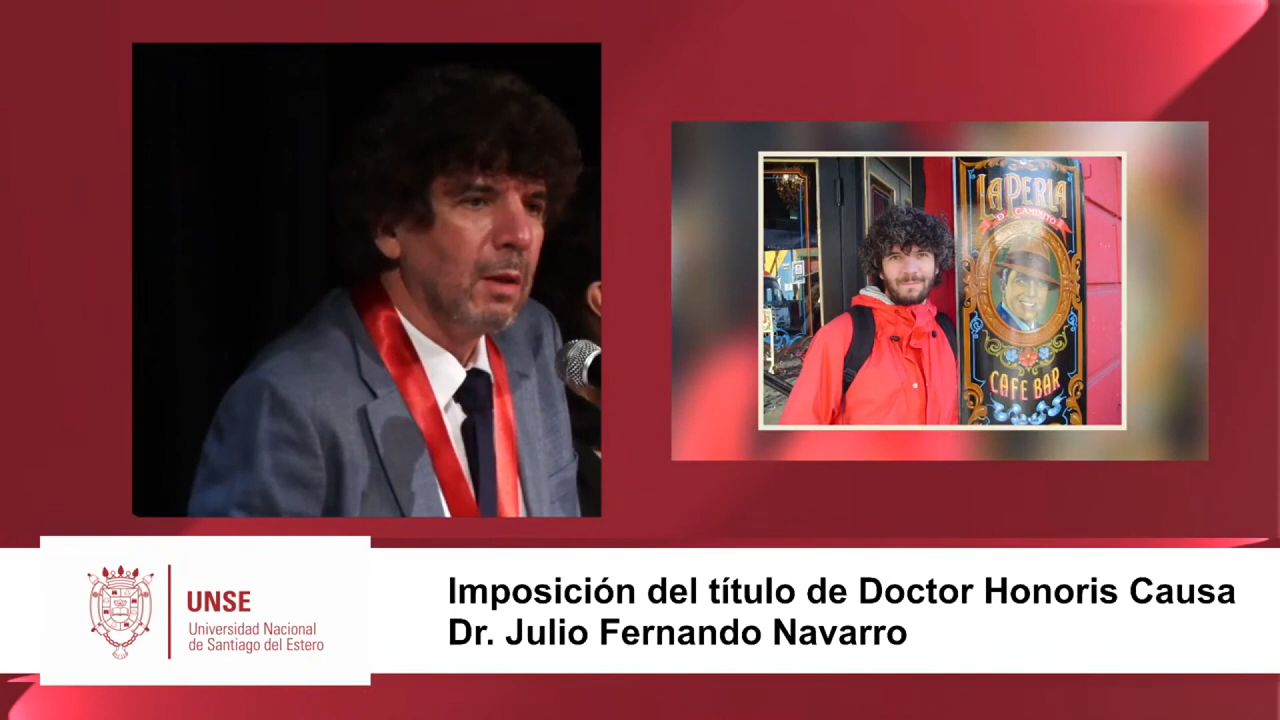 LA PERLA
CAMINITO
CAFE BAR
UNSE
Universidad Nacional
de Santiago del Estero
Imposición del título de Doctor Honoris Causa
Dr. Julio Fernando Navarro